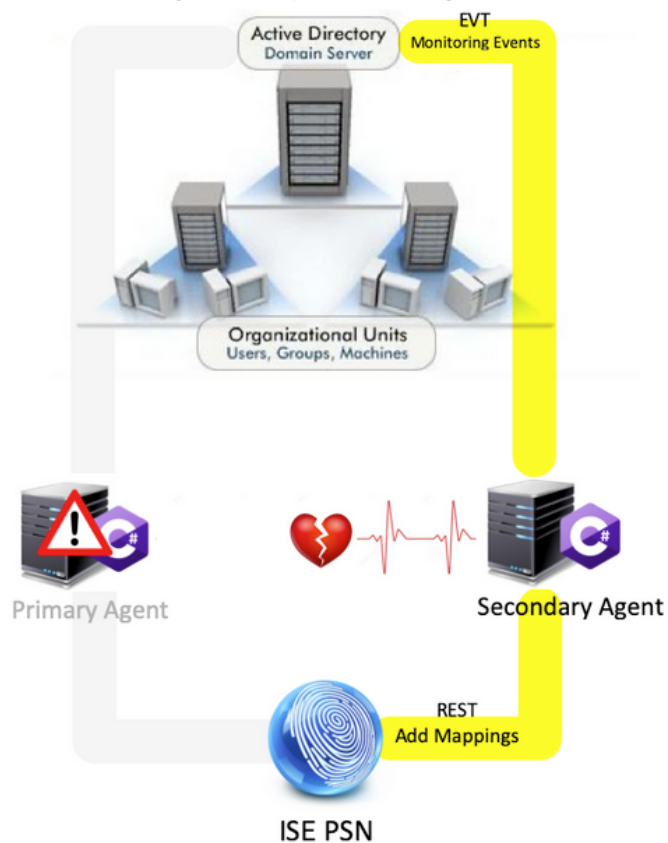 EVT
Active Directory
Domain Server
Monitoring Events
Organizational Units
Users, Groups, Machines
C#
C#
Primary Agent
Secondary Agent
REST
Add Mappings
ISE PSN